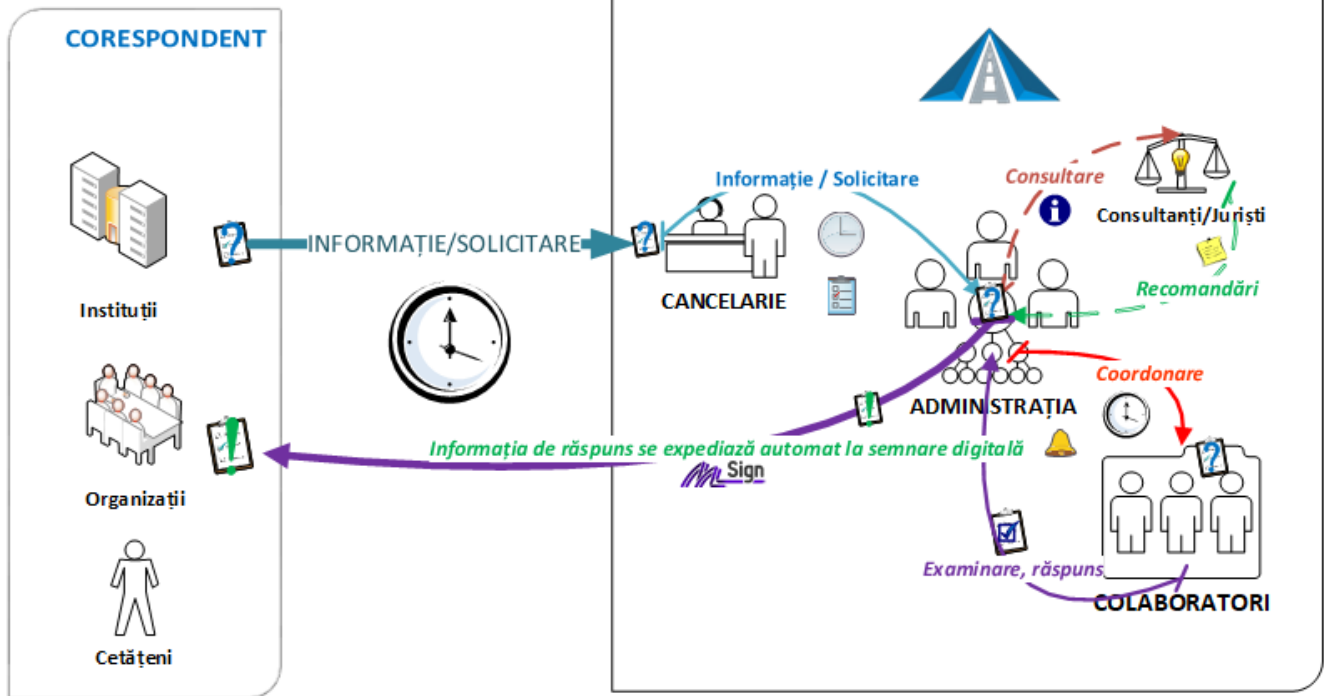 CORESPONDENT
Instituții
Organizații
Cetățeni
INFORMAȚIE/SOLICITARE
Informație / Solicitare
CANCELARIE
Consultare
Consultanți/Juriști
Recomandări
ADMINISTRAȚIA
Coordonare
Informația de răspuns se expediază automat la semnare digitală
Sign
Examinare, răspuns
COLABORATORI